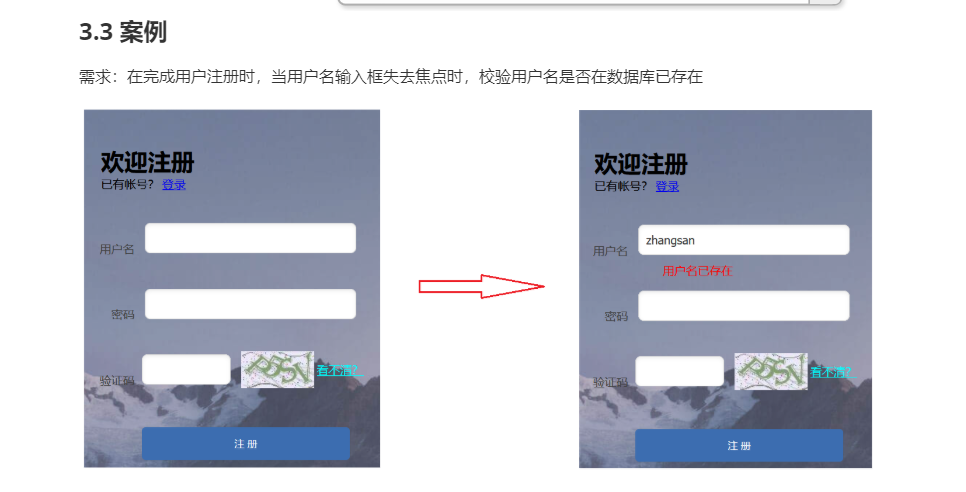 3.3 案例
需求：在完成用户注册时，当用户名输入框失去焦点时，校验用户名是否在数据库已存在
欢迎注册
已有帐号？ 登录
用户名
密码
验证码
看不清？
注 册
欢迎注册
已有帐号？ 登录
用户名 zhangsan
用户名已存在
密码
验证码
看不清？
注 册